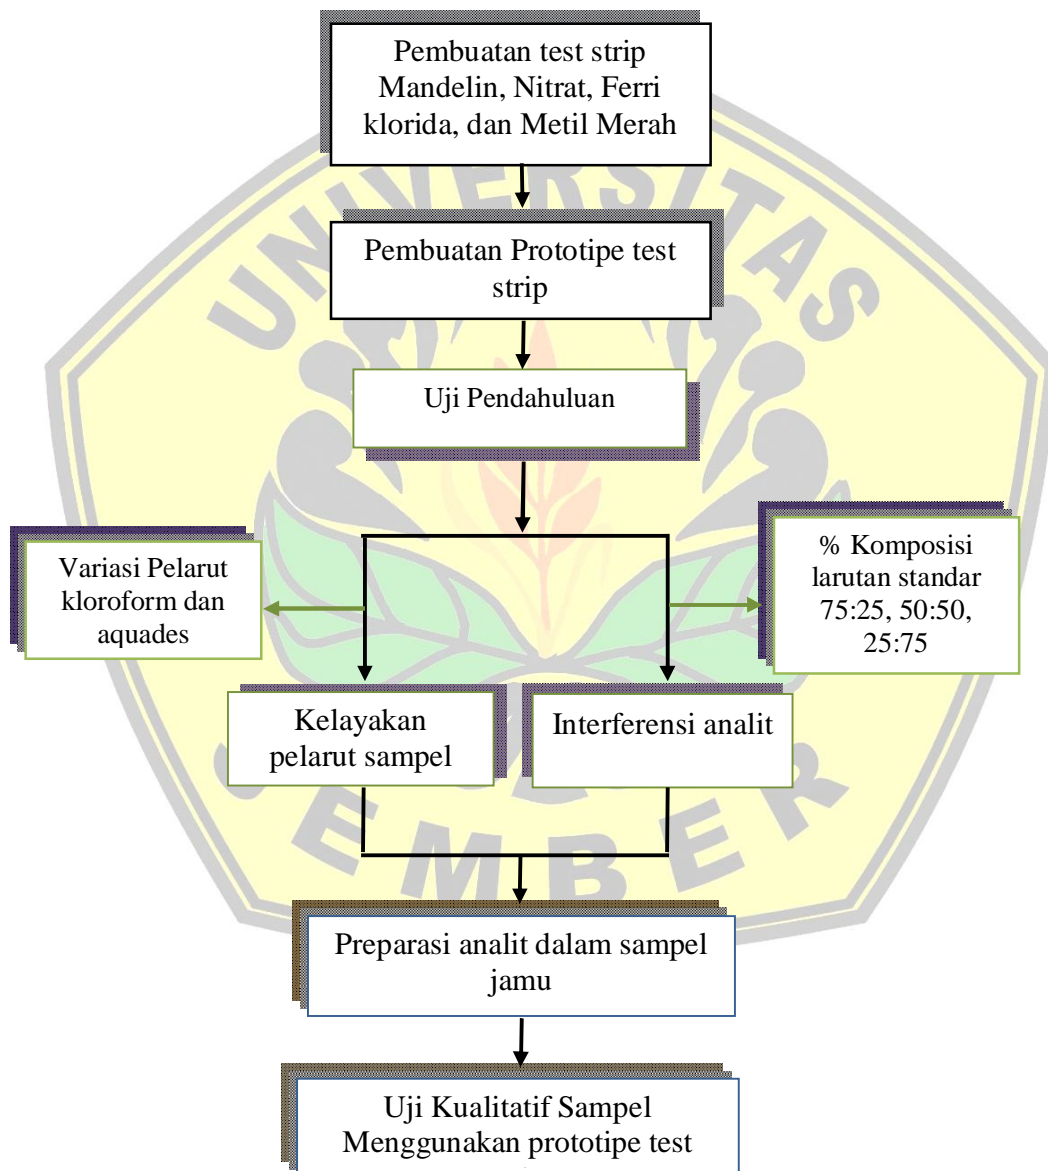 Pembuatan test strip
Mandelin, Nitrat, Ferri
klorida, dan Metil Merah
UNIVERSITAS
Pembuatan Prototipe test
strip
Uji Pendahuluan
Variasi Pelarut
kloroform dan
aquades
% Komposisi
larutan standar
75:25, 50:50,
25:75
Kelayakan
pelarut sampel
Interferensi analit
JEMBER
Preparasi analit dalam sampel
jamu
Uji Kualitatif Sampel
Menggunakan prototipe test